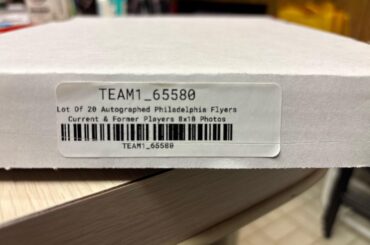 TEAM1_65580
Lot Of 20 Autographed Philadelphia Flyers
Current & Former Players 8x10 Photos
TEAM1_65580